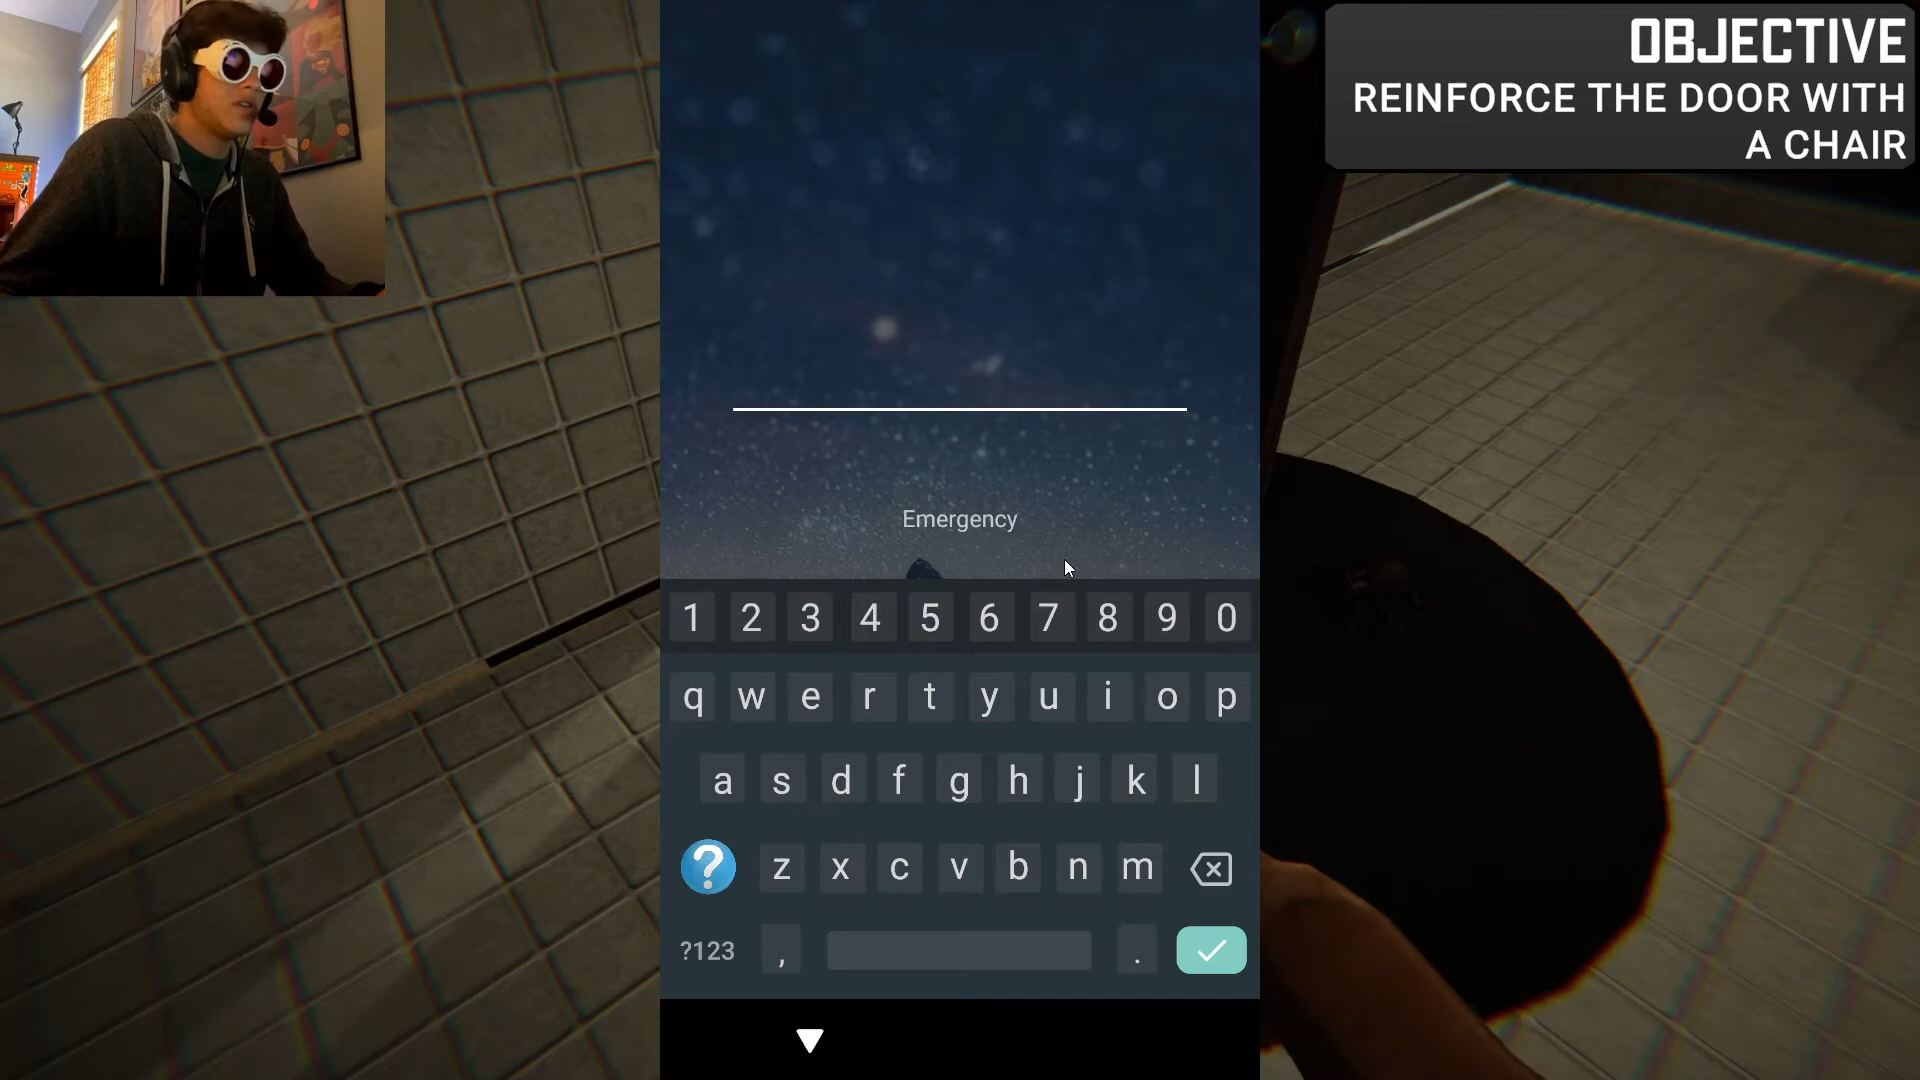 OBJECTIVE
REINFORCE THE DOOR WITH
A CHAIR
Emergency
1 2 3 4 5 6 7 8 9 0
q w e r t y u i o p
a s d f g h j k l
? z x c v b n m
?123 , .